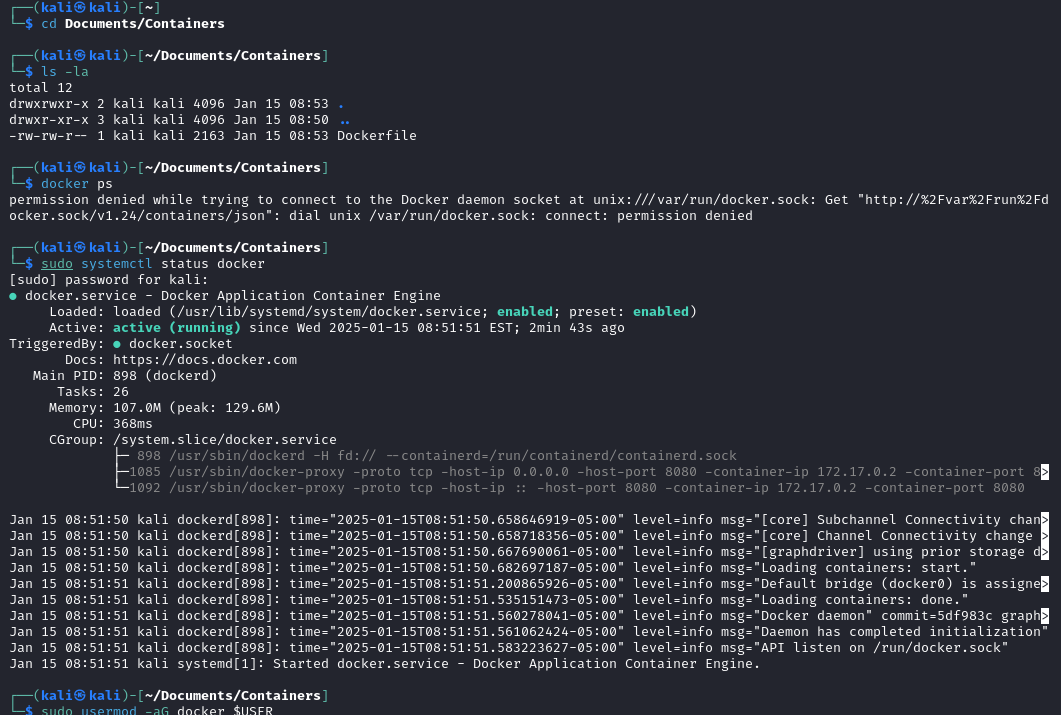 ┌──(kali㉿kali)-[~]
└─$ cd Documents/Containers
┌──(kali㉿kali)-[~/Documents/Containers]
└─$ ls -la
total 12
drwxrwxr-x 2 kali kali 4096 Jan 15 08:53 .
drwxr-xr-x 3 kali kali 4096 Jan 15 08:50 ..
-rw-rw-r-- 1 kali kali 2163 Jan 15 08:53 Dockerfile
┌──(kali㉿kali)-[~/Documents/Containers]
└─$ docker ps
permission denied while trying to connect to the Docker daemon socket at unix:///var/run/docker.sock: Get "http://%2Fvar%2Frun%2Fd
ocker.sock/v1.24/containers/json": dial unix /var/run/docker.sock: connect: permission denied
┌──(kali㉿kali)-[~/Documents/Containers]
└─$ sudo systemctl status docker
[sudo] password for kali:
● docker.service - Docker Application Container Engine
Loaded: loaded (/usr/lib/systemd/system/docker.service; enabled; preset: enabled)
Active: active (running) since Wed 2025-01-15 08:51:51 EST; 2min 43s ago
TriggeredBy: ● docker.socket
Docs: https://docs.docker.com
Main PID: 898 (dockerd)
Tasks: 26
Memory: 107.0M (peak: 129.6M)
CPU: 368ms
CGroup: /system.slice/docker.service
├─ 898 /usr/sbin/dockerd -H fd:// --containerd=/run/containerd/containerd.sock
├─1085 /usr/sbin/docker-proxy -proto tcp -host-ip 0.0.0.0 -host-port 8080 -container-ip 172.17.0.2 -container-port 8>
└─1092 /usr/sbin/docker-proxy -proto tcp -host-ip :: -host-port 8080 -container-ip 172.17.0.2 -container-port 8080
Jan 15 08:51:50 kali dockerd[898]: time="2025-01-15T08:51:50.658646919-05:00" level=info msg="[core] Subchannel Connectivity chan>
Jan 15 08:51:50 kali dockerd[898]: time="2025-01-15T08:51:50.658718356-05:00" level=info msg="[core] Channel Connectivity change >
Jan 15 08:51:50 kali dockerd[898]: time="2025-01-15T08:51:50.667690061-05:00" level=info msg="[graphdriver] using prior storage d>
Jan 15 08:51:50 kali dockerd[898]: time="2025-01-15T08:51:50.682697187-05:00" level=info msg="Loading containers: start."
Jan 15 08:51:51 kali dockerd[898]: time="2025-01-15T08:51:51.200865926-05:00" level=info msg="Default bridge (docker0) is assigne>
Jan 15 08:51:51 kali dockerd[898]: time="2025-01-15T08:51:51.535151473-05:00" level=info msg="Loading containers: done."
Jan 15 08:51:51 kali dockerd[898]: time="2025-01-15T08:51:51.560278041-05:00" level=info msg="Docker daemon" commit=5df983c graph>
Jan 15 08:51:51 kali dockerd[898]: time="2025-01-15T08:51:51.561062424-05:00" level=info msg="Daemon has completed initialization"
Jan 15 08:51:51 kali dockerd[898]: time="2025-01-15T08:51:51.583223627-05:00" level=info msg="API listen on /run/docker.sock"
Jan 15 08:51:51 kali systemd[1]: Started docker.service - Docker Application Container Engine.
┌──(kali㉿kali)-[~/Documents/Containers]
└─$ sudo usermod -aG docker $USER